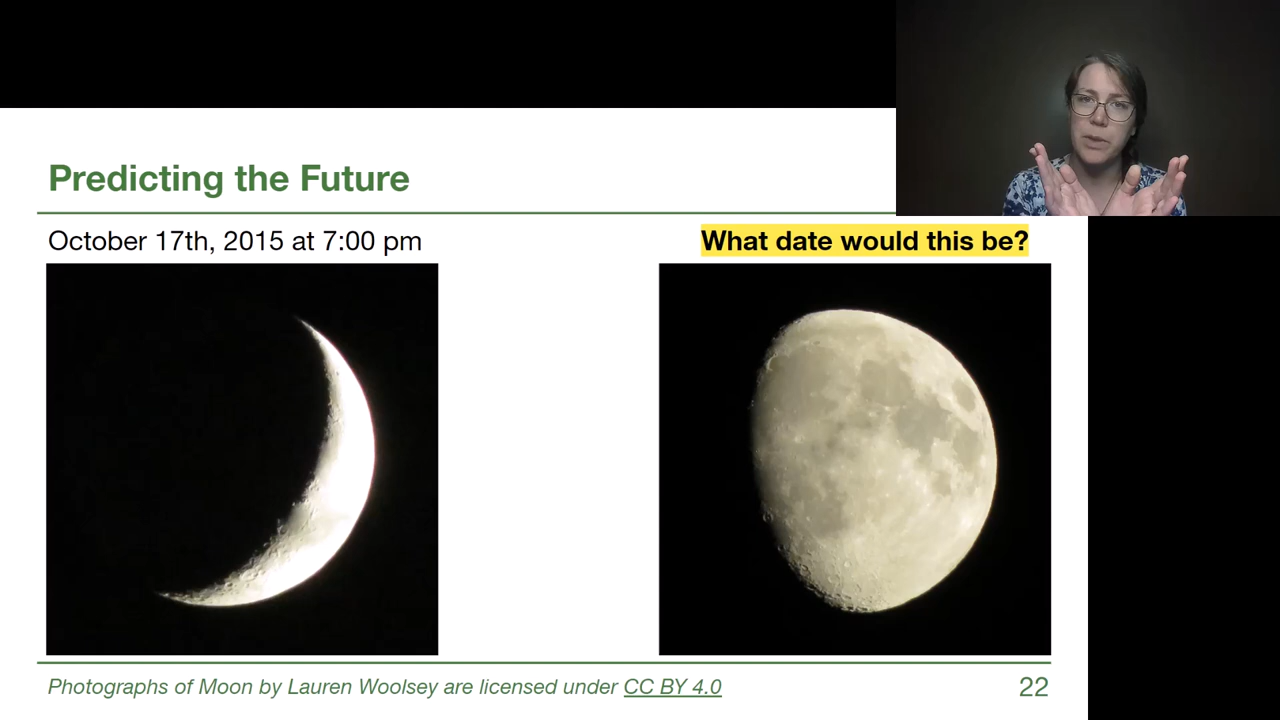 Predicting the Future
October 17th, 2015 at 7:00 pm
What date would this be?
Photographs of Moon by Lauren Woolsey are licensed under CC BY 4.0
22